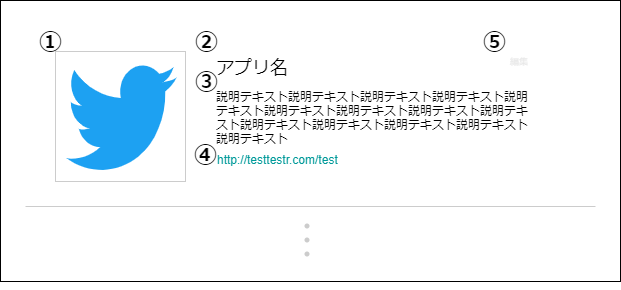 ① ② ⑤
アプリ名 編集
③
説明テキスト説明テキスト説明テキスト説明テキスト説明
テキスト説明テキスト説明テキスト説明テキスト説明テキ
スト説明テキスト説明テキスト説明テキスト説明テキスト
説明テキスト
④
http://testtestr.com/test